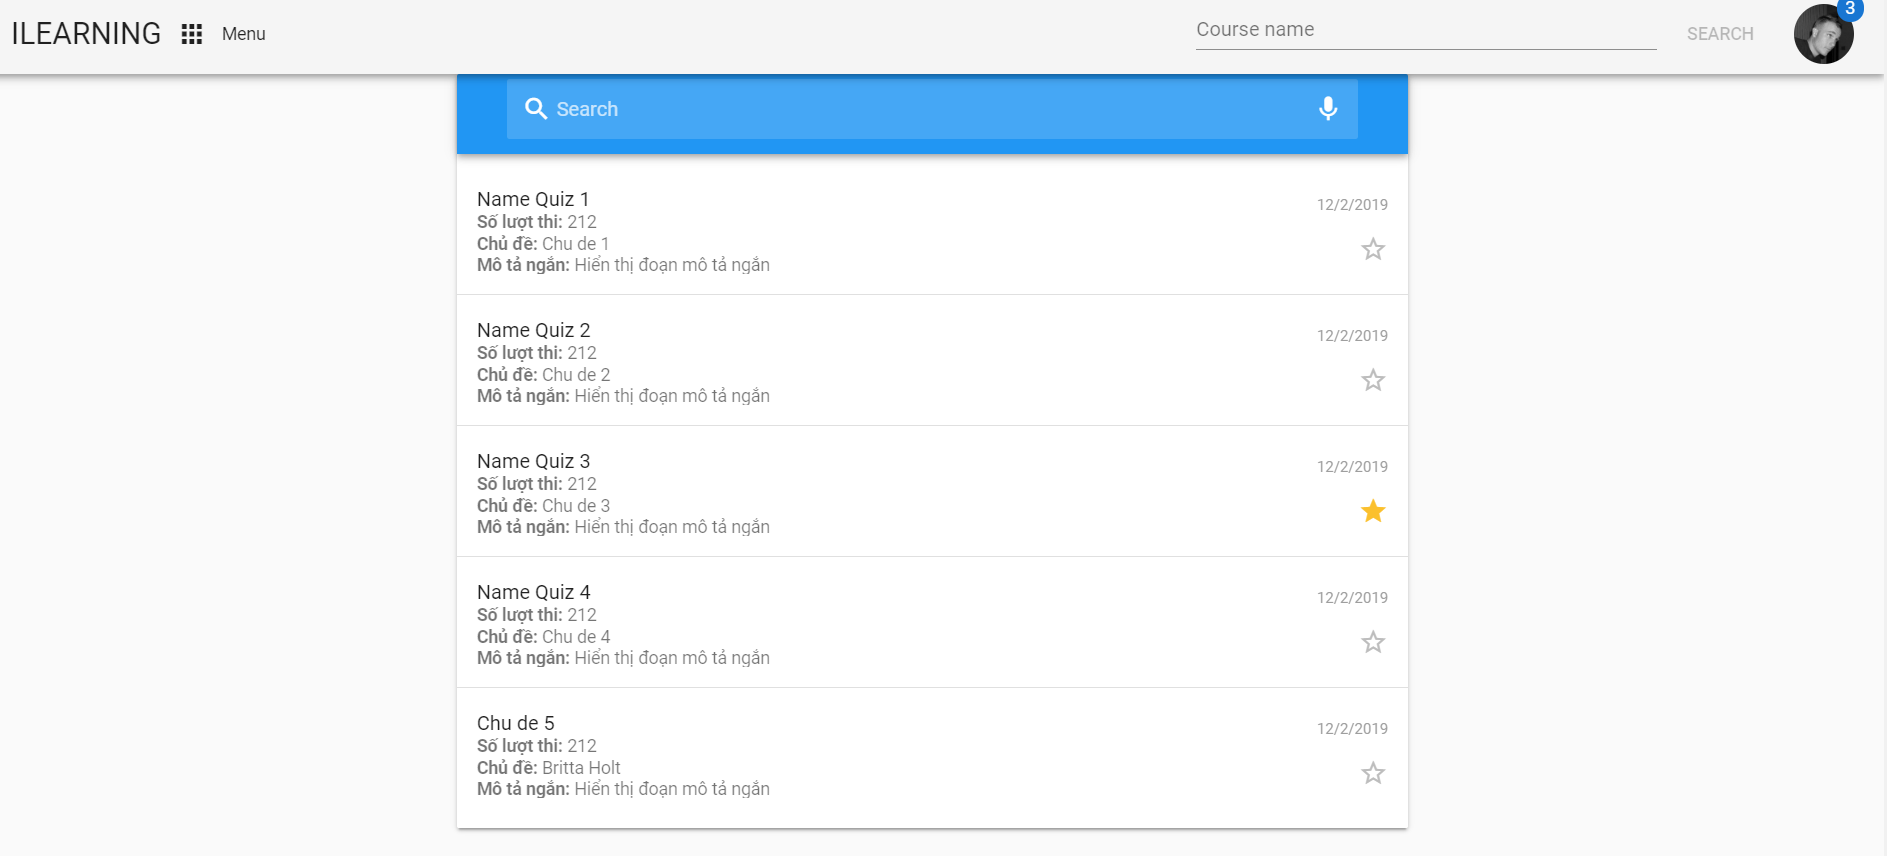 ILEARNING Menu Course name SEARCH 3
Search
Name Quiz 1 12/2/2019
Số lượt thi: 212
Chủ đề: Chu de 1
Mô tả ngắn: Hiển thị đoạn mô tả ngắn
Name Quiz 2 12/2/2019
Số lượt thi: 212
Chủ đề: Chu de 2
Mô tả ngắn: Hiển thị đoạn mô tả ngắn
Name Quiz 3 12/2/2019
Số lượt thi: 212
Chủ đề: Chu de 3
Mô tả ngắn: Hiển thị đoạn mô tả ngắn
Name Quiz 4 12/2/2019
Số lượt thi: 212
Chủ đề: Chu de 4
Mô tả ngắn: Hiển thị đoạn mô tả ngắn
Chu de 5 12/2/2019
Số lượt thi: 212
Chủ đề: Britta Holt
Mô tả ngắn: Hiển thị đoạn mô tả ngắn